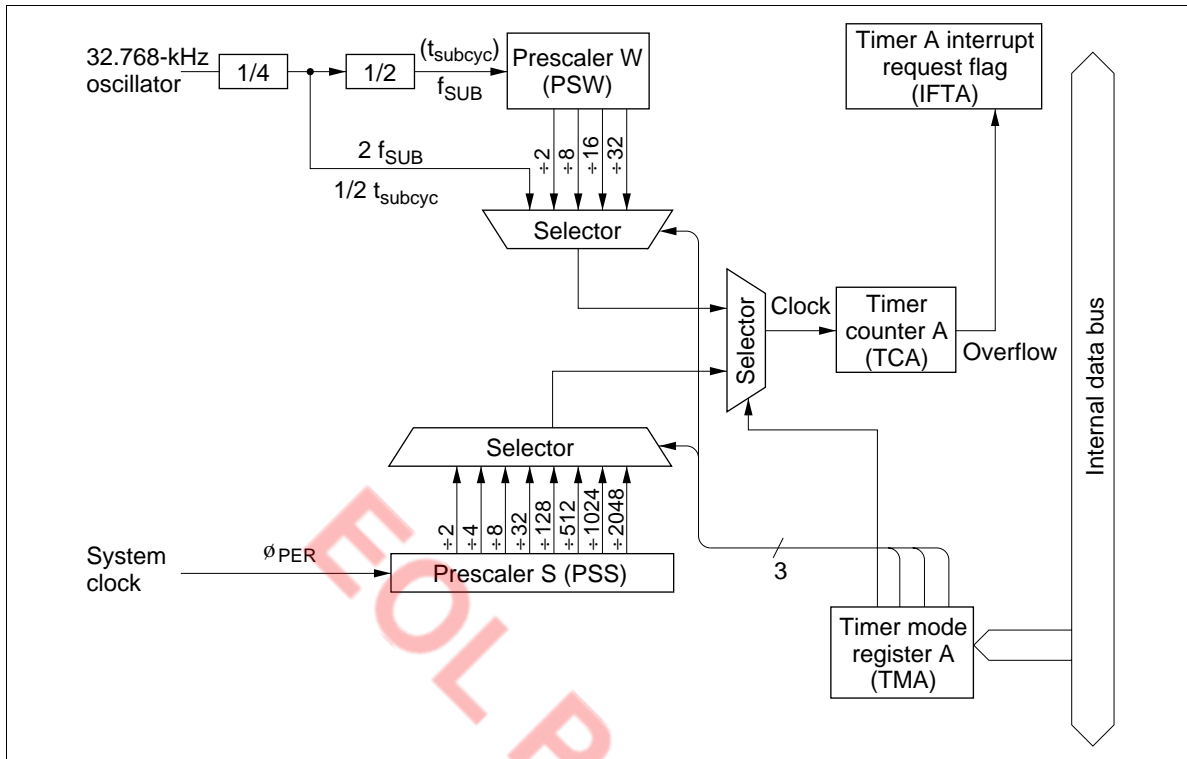 32.768-kHz
oscillator
1/4
1/2
(tsubcyc)
fSUB
Prescaler W
(PSW)
2 fSUB
1/2 tsubcyc
÷2
÷8
÷16
÷32
Selector
Timer A interrupt
request flag
(IFTA)
Selector
Clock
Timer
counter A
(TCA)
Overflow
Internal data bus
Selector
÷2
÷4
÷8
÷32
÷128
÷512
÷1024
÷2048
System
clock
øPER
Prescaler S (PSS)
3
Timer mode
register A
(TMA)
EOL P